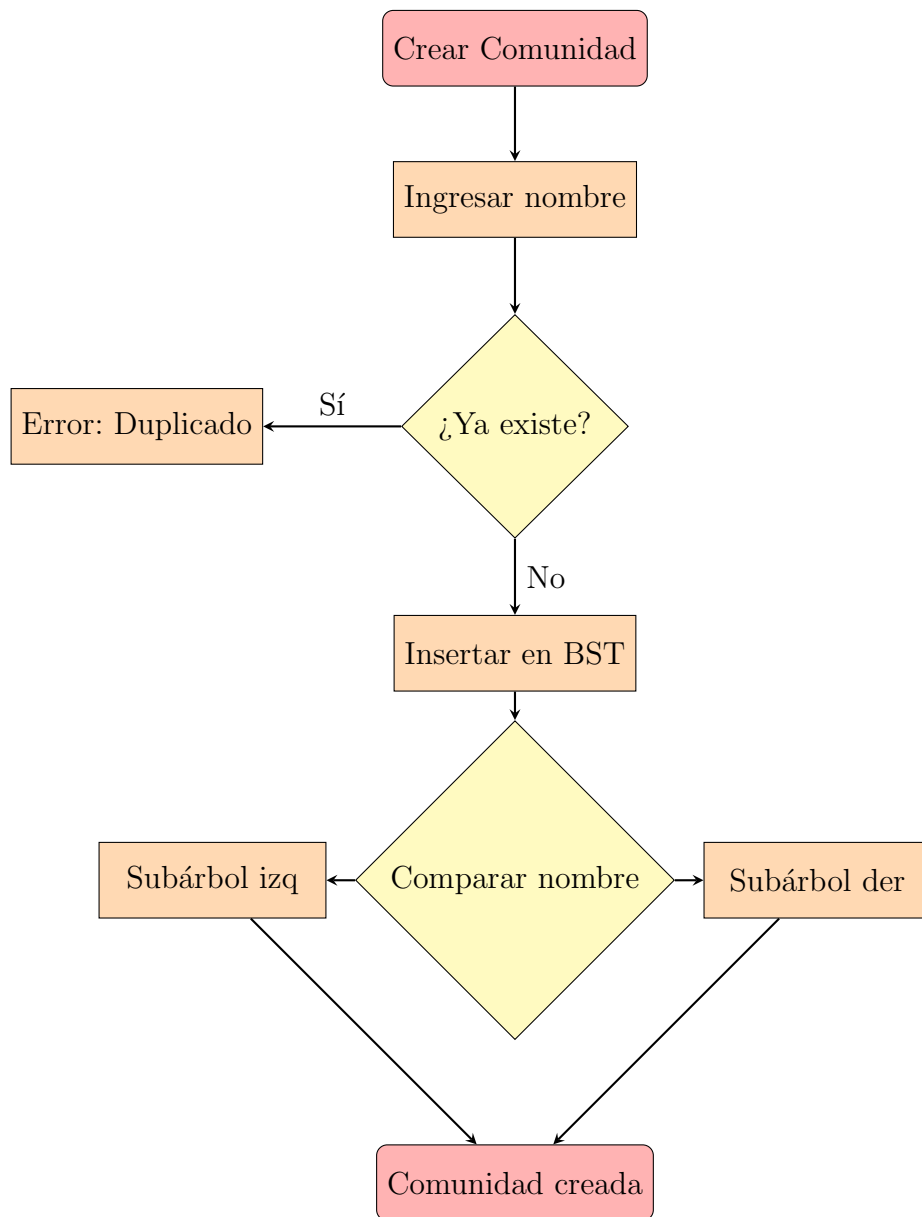 Crear Comunidad
Ingresar nombre
¿Ya existe?
Sí
Error: Duplicado
No
Insertar en BST
Comparar nombre
Subárbol izq
Subárbol der
Comunidad creada